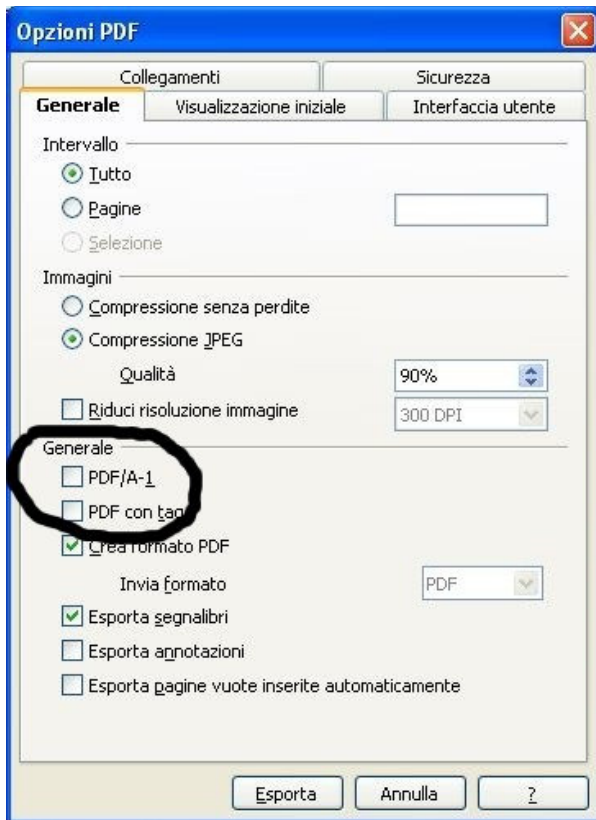 Opzioni PDF
Collegamenti Sicurezza
Generale Visualizzazione iniziale Interfaccia utente
Intervallo
Tutto
Pagine
Selezione
Immagini
Compressione senza perdite
Compressione JPEG
Qualità 90%
Riduci risoluzione immagine 300 DPI
Generale
PDF/A-1
PDF con tag
Crea formato PDF
Invia formato PDF
Esporta segnalibri
Esporta annotazioni
Esporta pagine vuote inserite automaticamente
Esporta Annulla ?